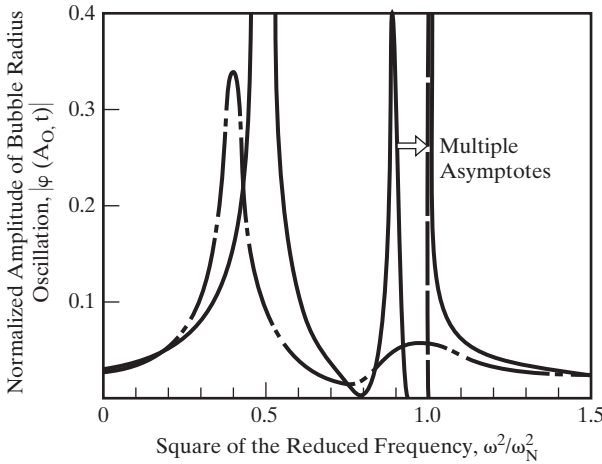 Normalized Amplitude of Bubble Radius
Oscillation, |φ (A_O, t)|
0.4
0.3
0.2
0.1
Multiple
Asymptotes
0
0.5
1.0
1.5
Square of the Reduced Frequency, ω²/ω²_N